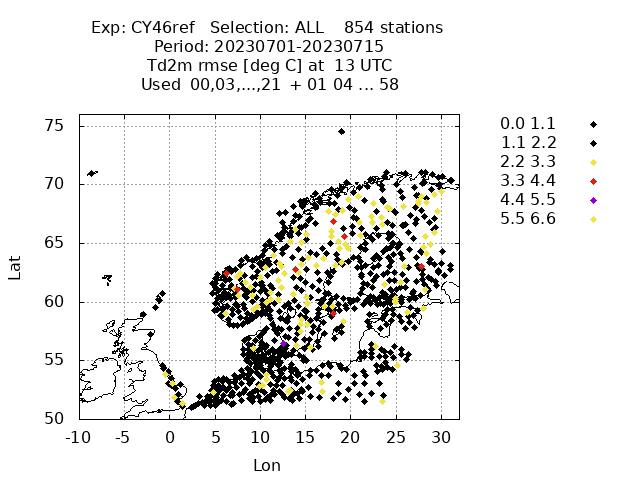 Exp: CY46ref   Selection: ALL    854 stations
Period: 20230701-20230715
Td2m rmse [deg C] at  13 UTC
Used  00,03,...,21  + 01 04 ... 58
75
70
65
60
55
50
Lat
-10 -5 0 5 10 15 20 25 30
Lon
0.0 1.1
1.1 2.2
2.2 3.3
3.3 4.4
4.4 5.5
5.5 6.6